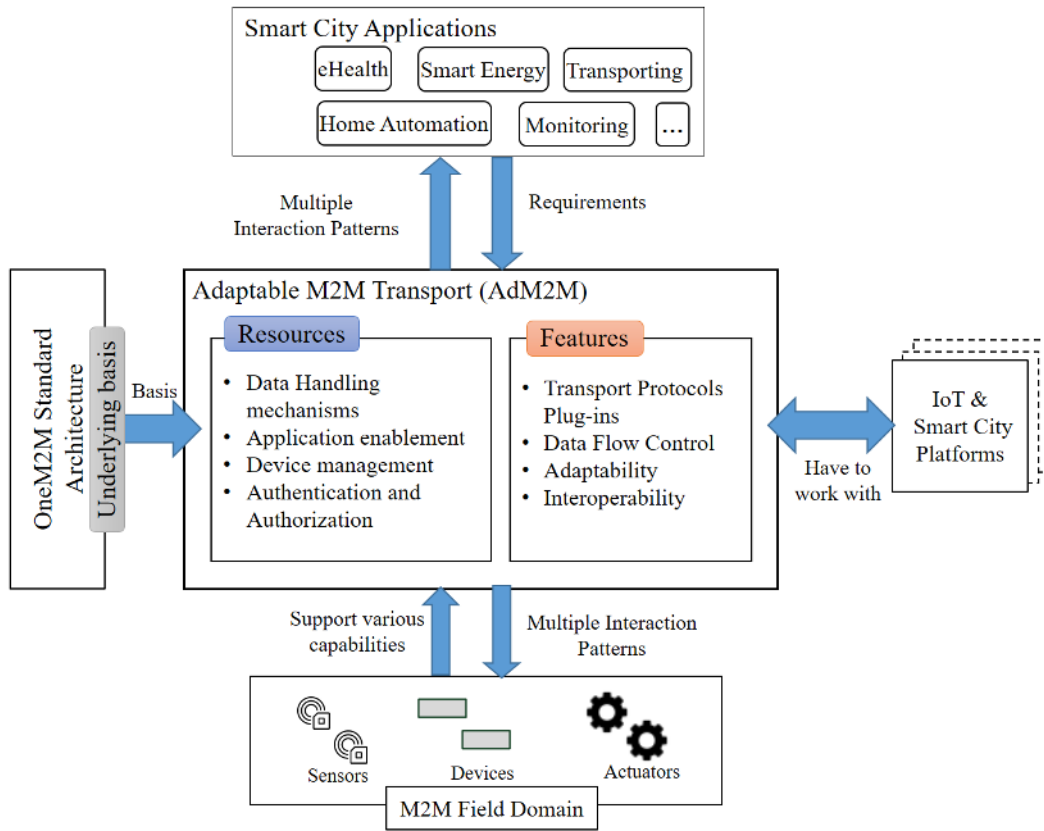 Smart City Applications
eHealth
Smart Energy
Transporting
Home Automation
Monitoring
...
Multiple
Interaction Patterns
Requirements
OneM2M Standard
Architecture
Underlying basis
Basis
Adaptable M2M Transport (AdM2M)
Resources
• Data Handling
mechanisms
• Application enablement
• Device management
• Authentication and
Authorization
Features
• Transport Protocols
Plug-ins
• Data Flow Control
• Adaptability
• Interoperability
Have to
work with
IoT &
Smart City
Platforms
Support various
capabilities
Multiple Interaction
Patterns
Sensors
Devices
Actuators
M2M Field Domain